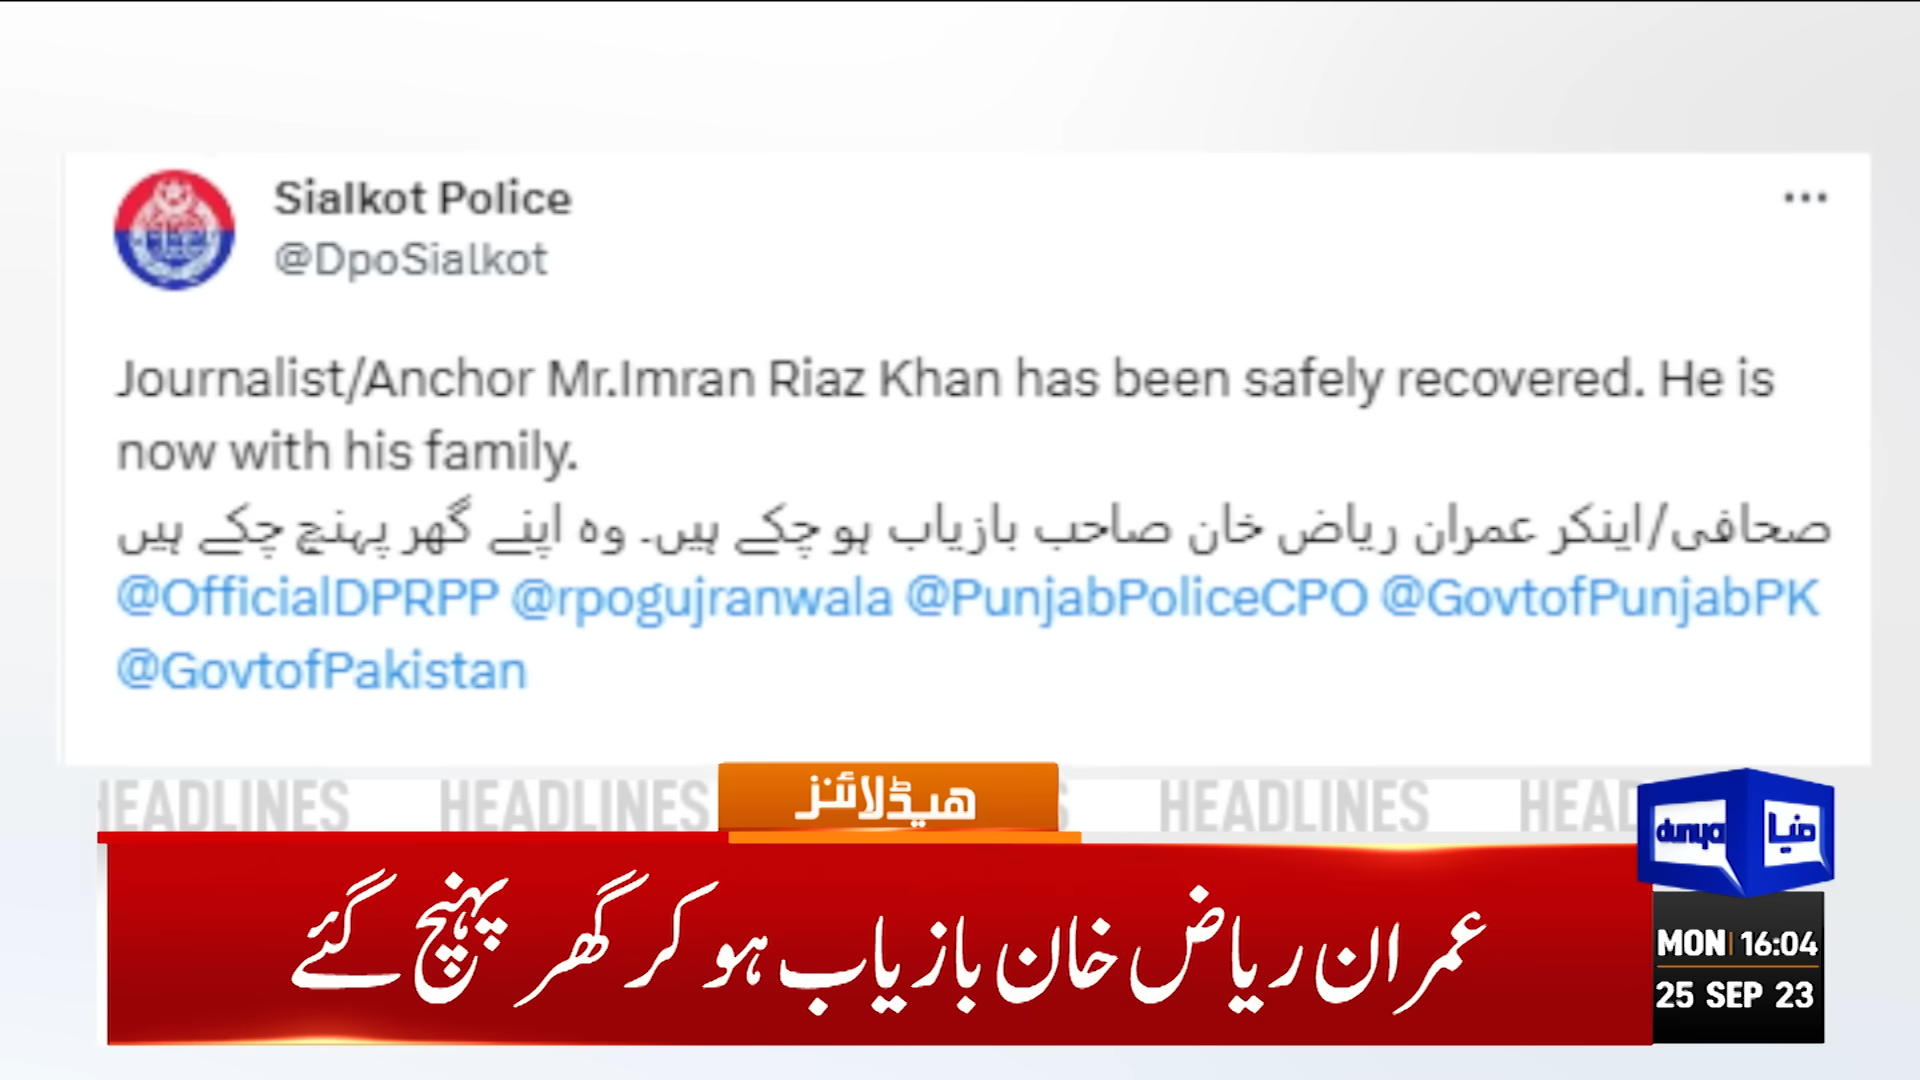 Sialkot Police
@DpoSialkot
Journalist/Anchor Mr.Imran Riaz Khan has been safely recovered. He is
now with his family.
صحافی/اینکر عمران ریاض خان صاحب بازیاب ہو چکے ہیں۔ وہ اپنے گھر پہنچ چکے ہیں
@OfficialDPRPP @rpogujranwala @PunjabPoliceCPO @GovtofPunjabPK
@GovtofPakistan
HEADLINES HEADLINES HEADLINES
ھیڈلائنز
dunya دنیا
عمران ریاض خان بازیاب ہو کر گھر پہنچ گئے
MON 16:04
25 SEP 23